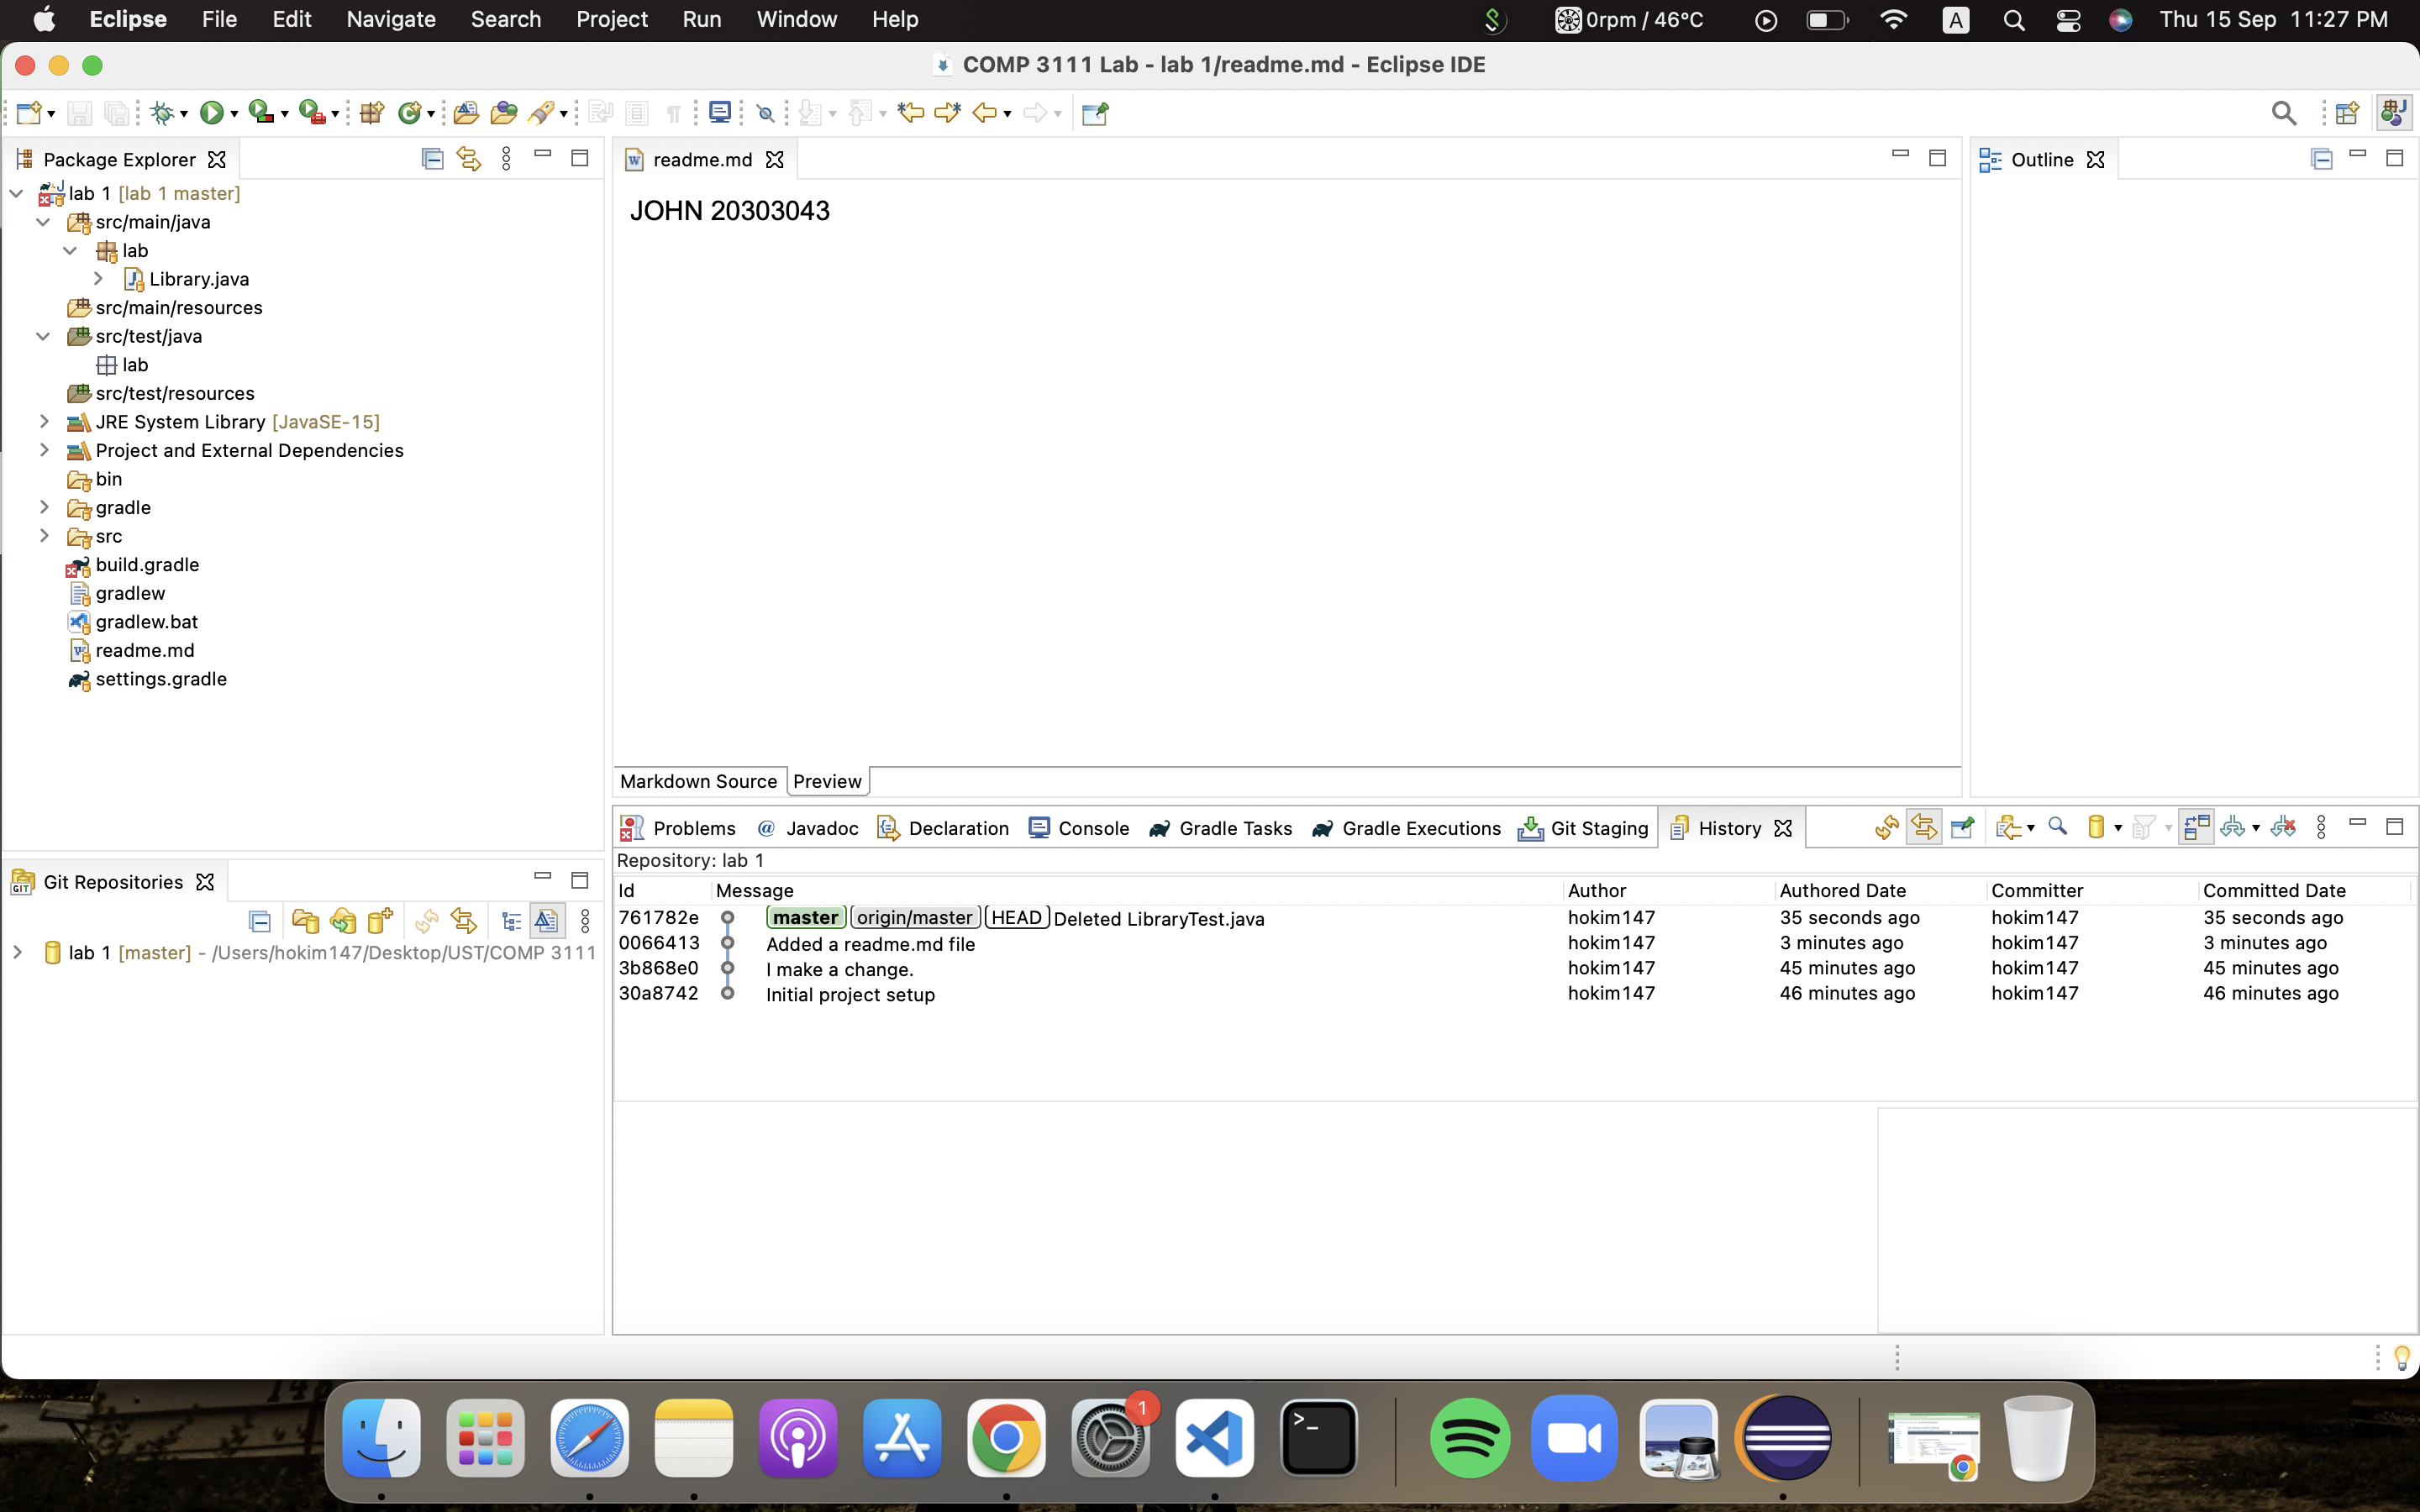 Eclipse File Edit Navigate Search Project Run Window Help 0rpm / 46°C A Thu 15 Sep 11:27 PM
COMP 3111 Lab - lab 1/readme.md - Eclipse IDE
Package Explorer
lab 1 [lab 1 master]
src/main/java
lab
Library.java
src/main/resources
src/test/java
lab
src/test/resources
JRE System Library [JavaSE-15]
Project and External Dependencies
bin
gradle
src
build.gradle
gradlew
gradlew.bat
readme.md
settings.gradle
readme.md
JOHN 20303043
Markdown Source Preview
Outline
Git Repositories
lab 1 [master] - /Users/hokim147/Desktop/UST/COMP 3111
Problems @ Javadoc Declaration Console Gradle Tasks Gradle Executions Git Staging History
Repository: lab 1
Id Message Author Authored Date Committer Committed Date
761782e master origin/master HEAD Deleted LibraryTest.java hokim147 35 seconds ago hokim147 35 seconds ago
0066413 Added a readme.md file hokim147 3 minutes ago hokim147 3 minutes ago
3b868e0 I make a change. hokim147 45 minutes ago hokim147 45 minutes ago
30a8742 Initial project setup hokim147 46 minutes ago hokim147 46 minutes ago
1